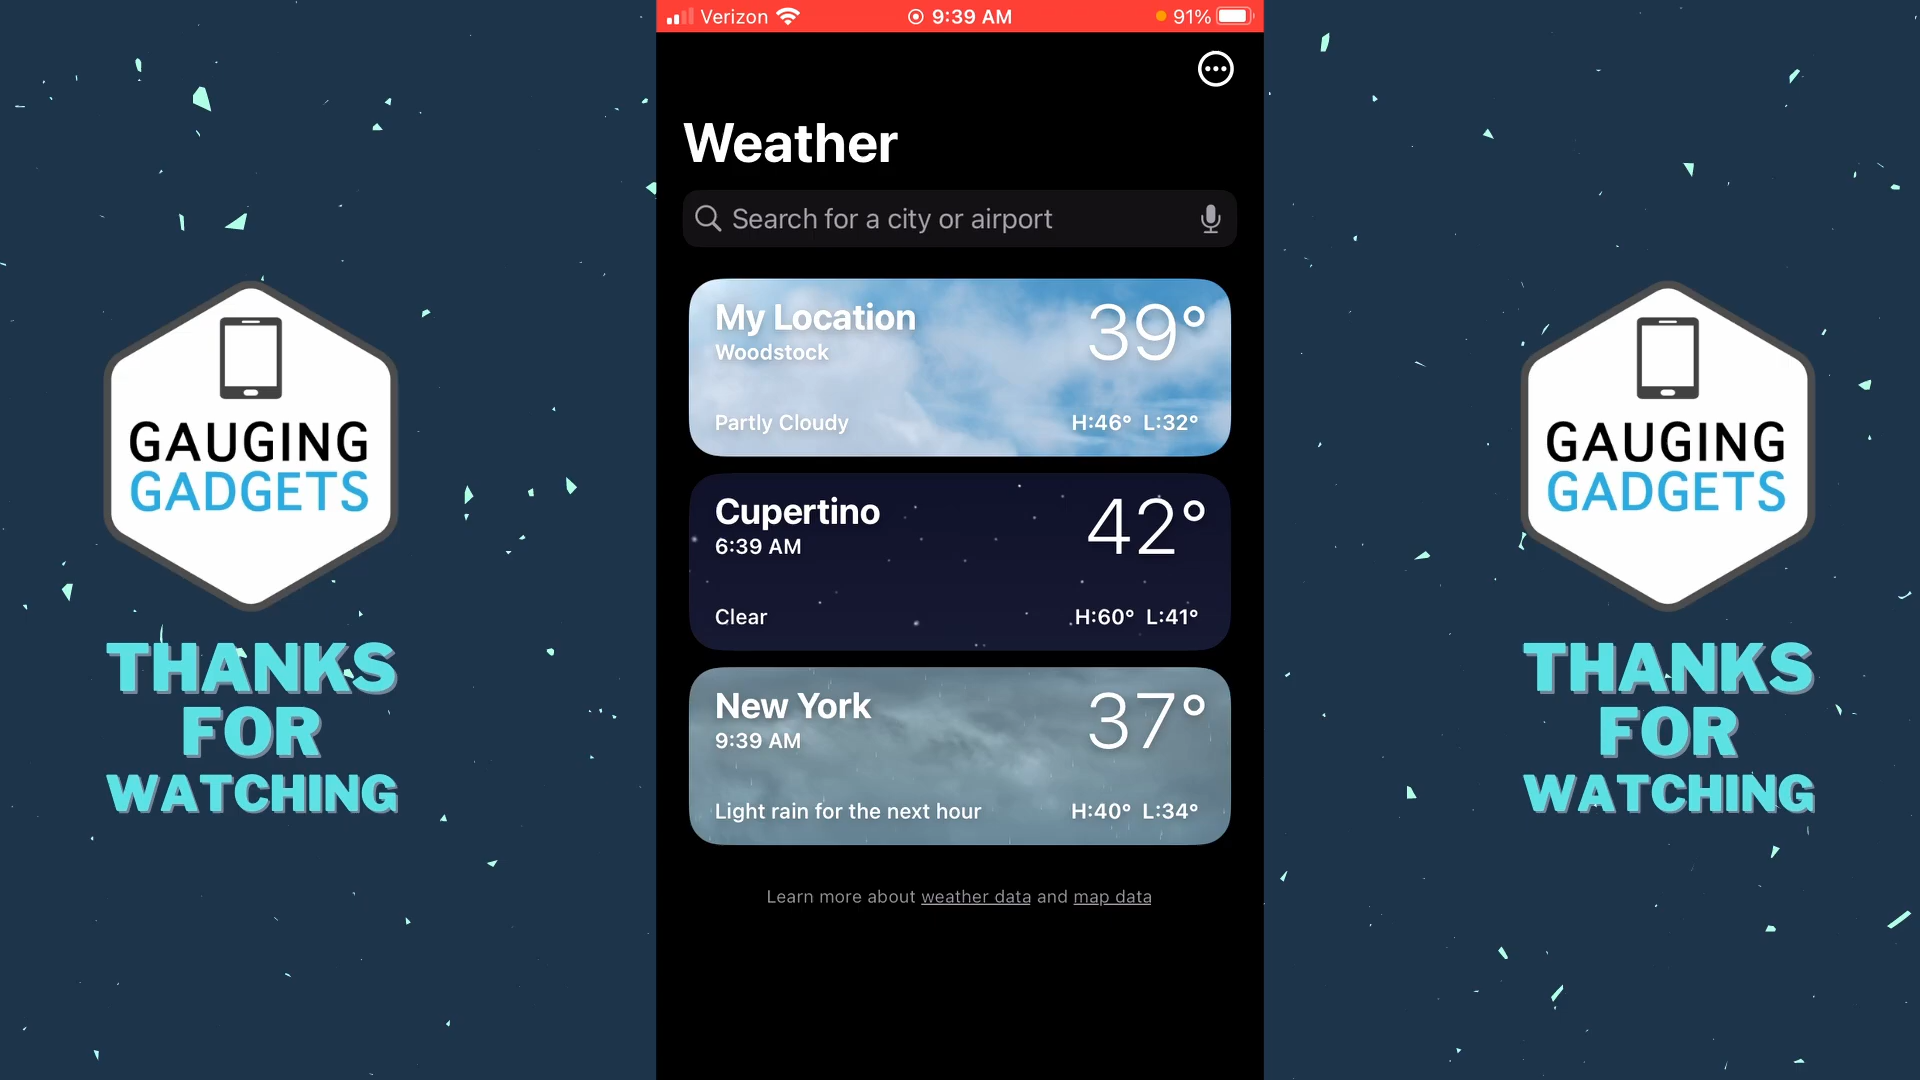 Verizon 9:39 AM 91%
Weather
Search for a city or airport
My Location 39°
Woodstock
Partly Cloudy H:46° L:32°
Cupertino 42°
6:39 AM
Clear H:60° L:41°
New York 37°
9:39 AM
Light rain for the next hour H:40° L:34°
Learn more about weather data and map data
GAUGING
GADGETS
THANKS
FOR
WATCHING
GAUGING
GADGETS
THANKS
FOR
WATCHING